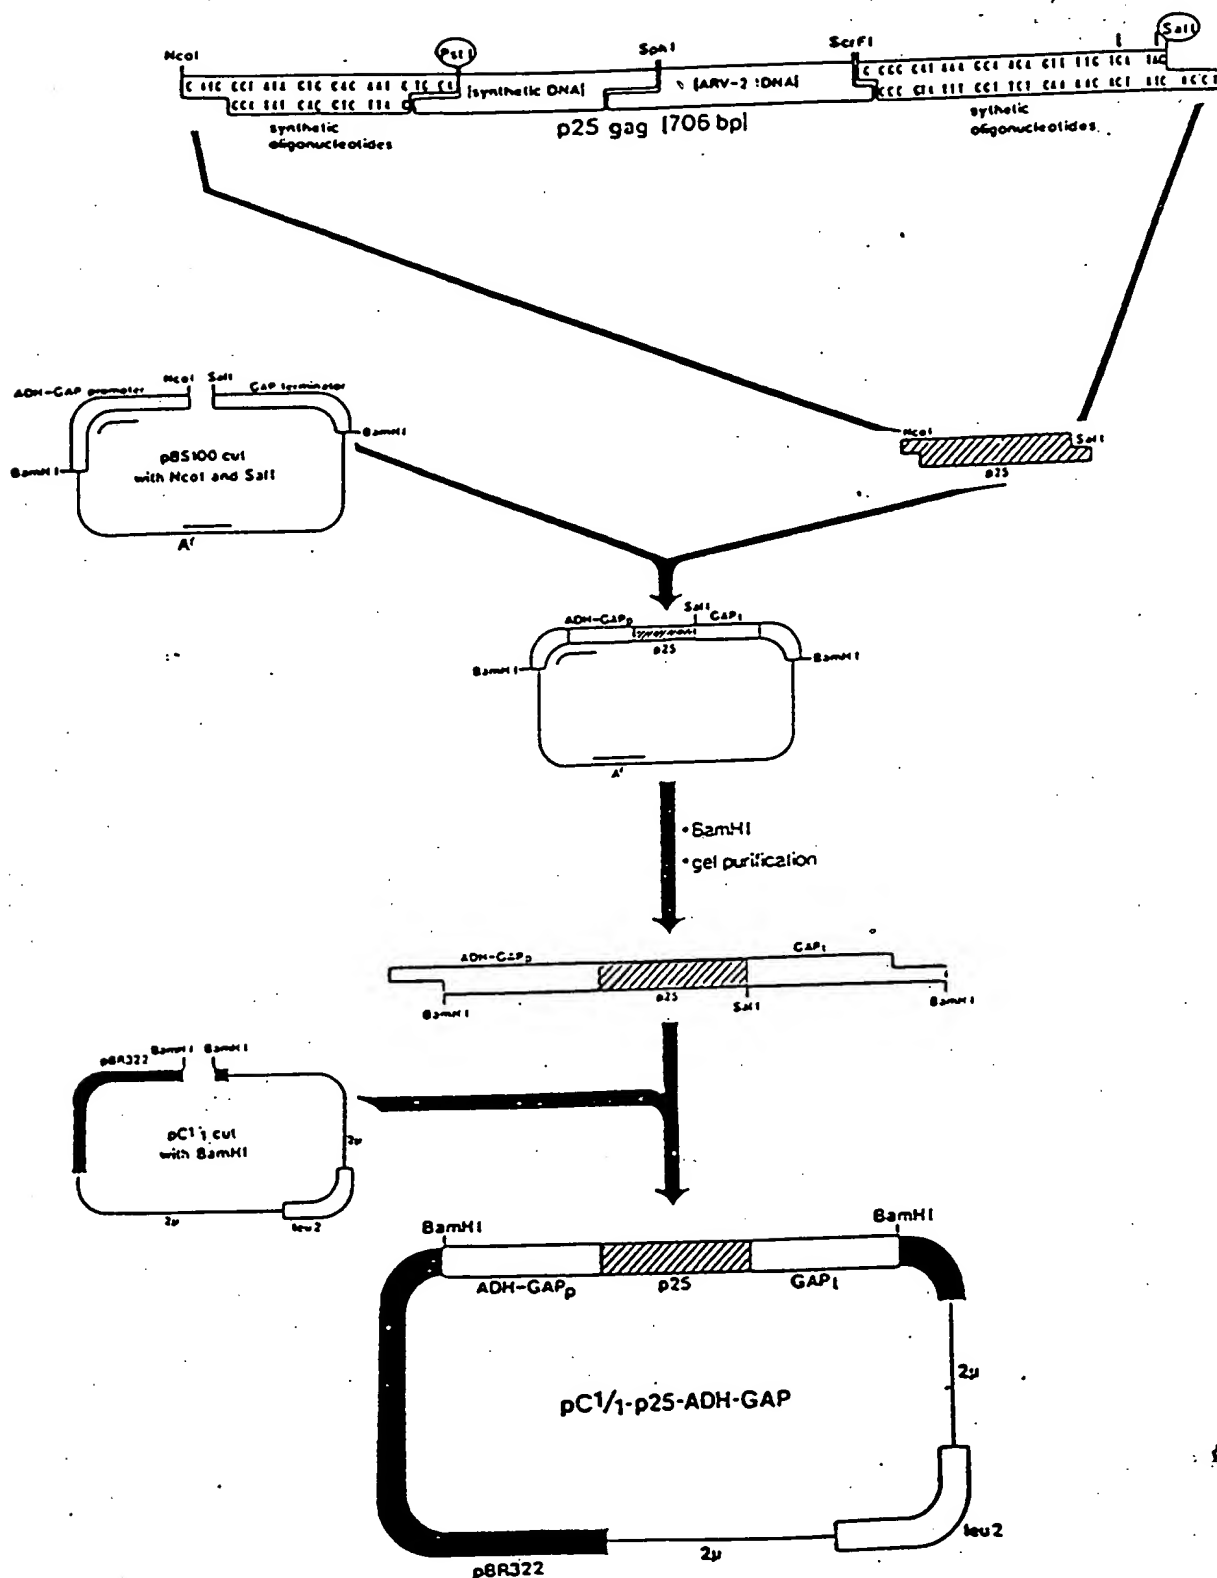 NcoI
PstI
SphI
ScrFI
SalI
[synthetic DNA]
[ARV-2 cDNA]
synthetic
oligonucleotides
p25 gag [706 bp]
sythetic
oligonucleotides
ADH-GAP promoter
NcoI
SalI
GAP terminator
BamHI
BamHI
pBS100 cut
with NcoI and SalI
Ar
NcoI
SalI
p25
ADH-GAPp
SalI
GAPt
p25
BamHI
BamHI
Ar
•BamHI
•gel purification
ADH-GAPp
GAPt
p25
BamHI
SalI
BamHI
pBR322
BamHI
BamHI
pC1/1 cut
with BamHI
2μ
2μ
leu2
BamHI
BamHI
ADH-GAPp
p25
GAPt
2μ
pC1/1-p25-ADH-GAP
leu2
2μ
pBR322